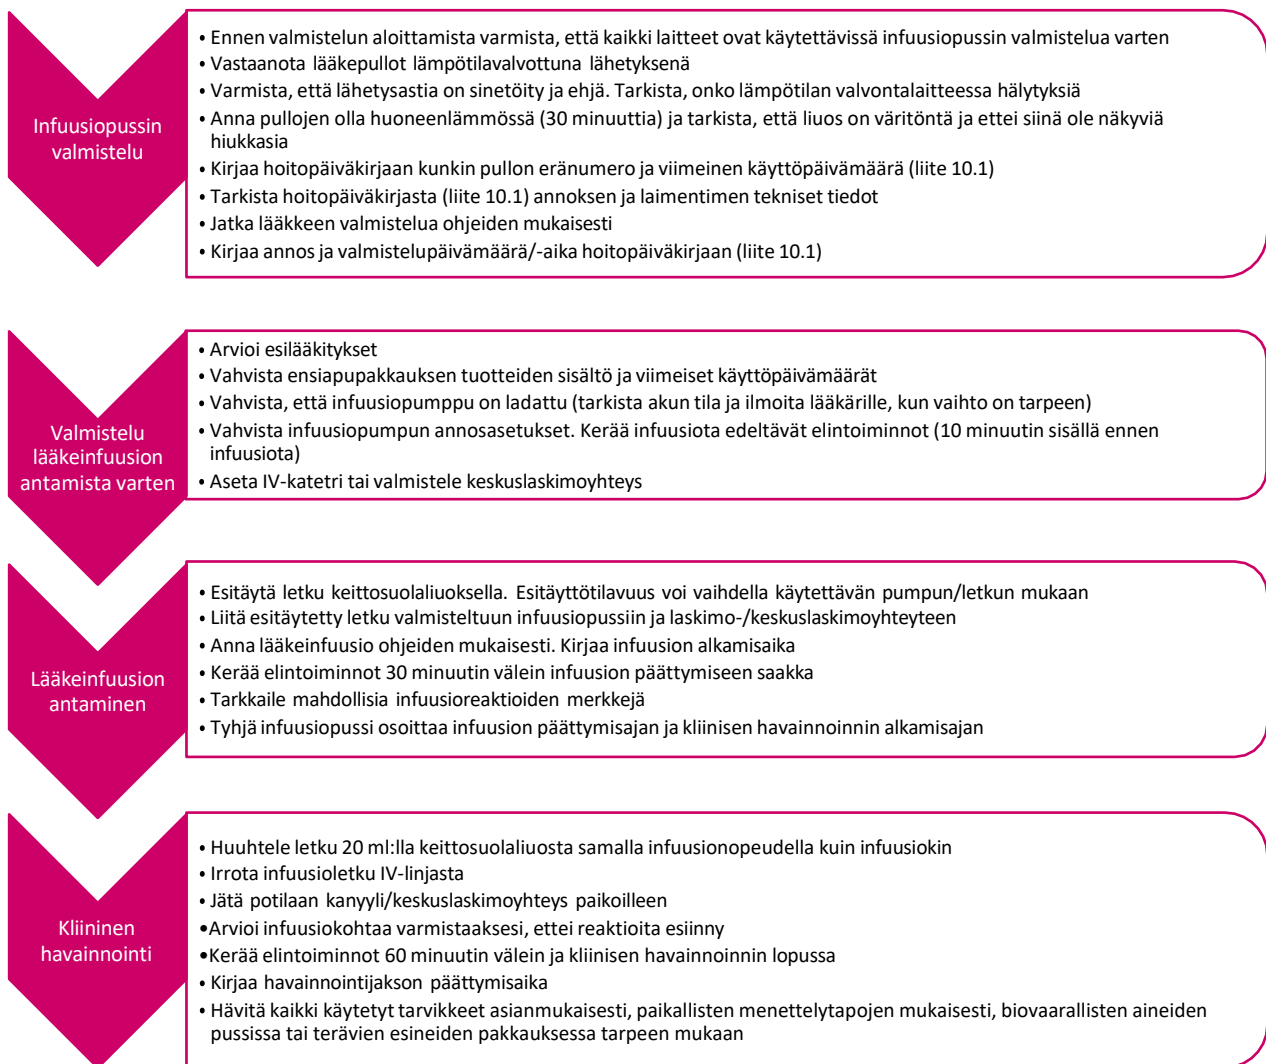 Infuusiopussin
valmistelu
• Ennen valmistelun aloittamista varmista, että kaikki laitteet ovat käytettävissä infuusiopussin valmistelua varten
• Vastaanota lääkepullot lämpötilavalvottuna lähetyksenä
• Varmista, että lähetysastia on sinetöity ja ehjä. Tarkista, onko lämpötilan valvontalaitteessa hälytyksiä
• Anna pullojen olla huoneenlämmössä (30 minuuttia) ja tarkista, että liuos on väritöntä ja ettei siinä ole näkyviä
hiukkasia
• Kirjaa hoitopäiväkirjaan kunkin pullon eränumero ja viimeinen käyttöpäivämäärä (liite 10.1)
• Tarkista hoitopäiväkirjasta (liite 10.1) annoksen ja laimentimen tekniset tiedot
• Jatka lääkkeen valmistelua ohjeiden mukaisesti
• Kirjaa annos ja valmistelupäivämäärä/-aika hoitopäiväkirjaan (liite 10.1)
Valmistelu
lääkeinfuusion
antamista varten
• Arvioi esilääkitykset
• Vahvista ensiapupakkauksen tuotteiden sisältö ja viimeiset käyttöpäivämäärät
• Vahvista, että infuusiopumppu on ladattu (tarkista akun tila ja ilmoita lääkärille, kun vaihto on tarpeen)
• Vahvista infuusiopumpun annosasetukset. Kerää infuusiota edeltävät elintoiminnot (10 minuutin sisällä ennen
infuusiota)
• Aseta IV-katetri tai valmistele keskuslaskimoyhteys
Lääkeinfuusion
antaminen
• Esitäytä letku keittosuolaliuoksella. Esitäyttötilavuus voi vaihdella käytettävän pumpun/letkun mukaan
• Liitä esitäytetty letku valmisteltuun infuusiopussiin ja laskimo-/keskuslaskimoyhteyteen
• Anna lääkeinfuusio ohjeiden mukaisesti. Kirjaa infuusion alkamisaika
• Kerää elintoiminnot 30 minuutin välein infuusion päättymiseen saakka
• Tarkkaile mahdollisia infuusioreaktioiden merkkejä
• Tyhjä infuusiopussi osoittaa infuusion päättymisajan ja kliinisen havainnoinnin alkamisajan
Kliininen
havainnointi
• Huuhtele letku 20 ml:lla keittosuolaliuosta samalla infuusionopeudella kuin infuusiokin
• Irrota infuusioletku IV-linjasta
• Jätä potilaan kanyyli/keskuslaskimoyhteys paikoilleen
•Arvioi infuusiokohtaa varmistaaksesi, ettei reaktioita esiinny
•Kerää elintoiminnot 60 minuutin välein ja kliinisen havainnoinnin lopussa
• Kirjaa havainnointijakson päättymisaika
• Hävitä kaikki käytetyt tarvikkeet asianmukaisesti, paikallisten menettelytapojen mukaisesti, biovaarallisten aineiden
pussissa tai terävien esineiden pakkauksessa tarpeen mukaan